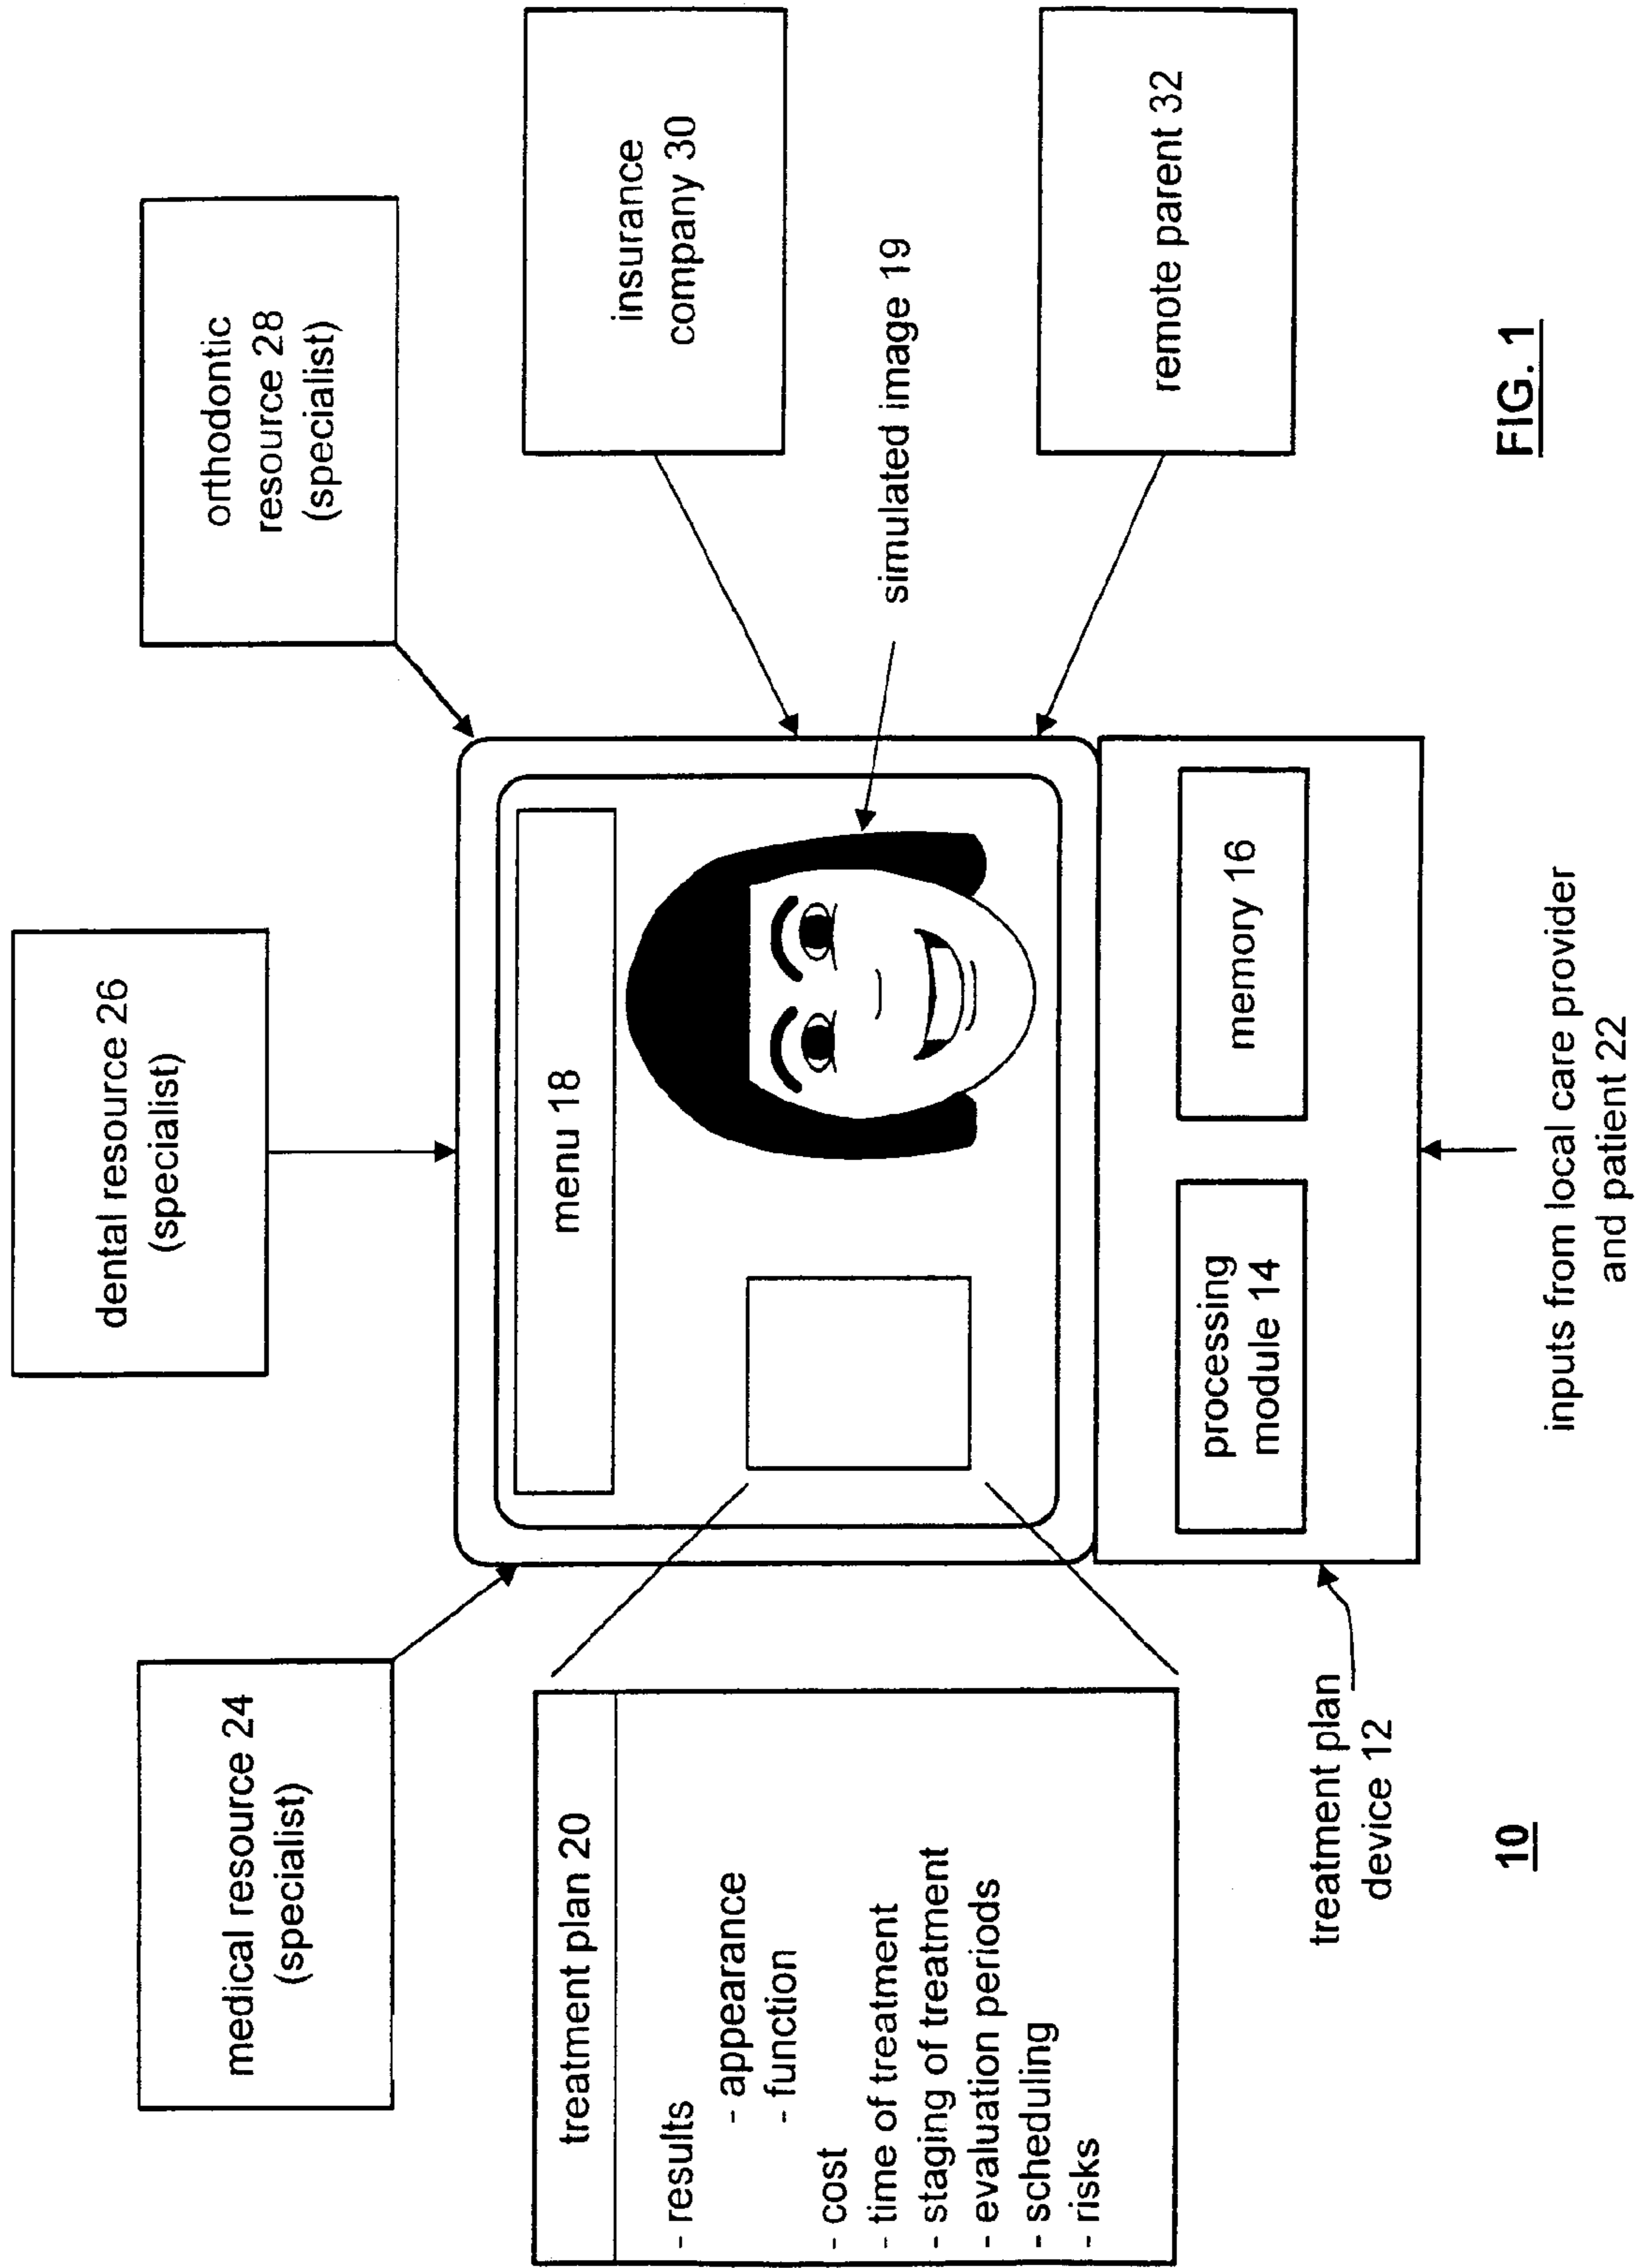 dental resource 26
(specialist)
medical resource 24
(specialist)
orthodontic
resource 28
(specialist)
treatment plan 20
- results
- appearance
- function
- cost
- time of treatment
- staging of treatment
- evaluation periods
- scheduling
- risks
menu 18
insurance
company 30
simulated image 19
remote parent 32
processing
module 14
memory 16
treatment plan
device 12
inputs from local care provider
and patient 22
10
FIG. 1